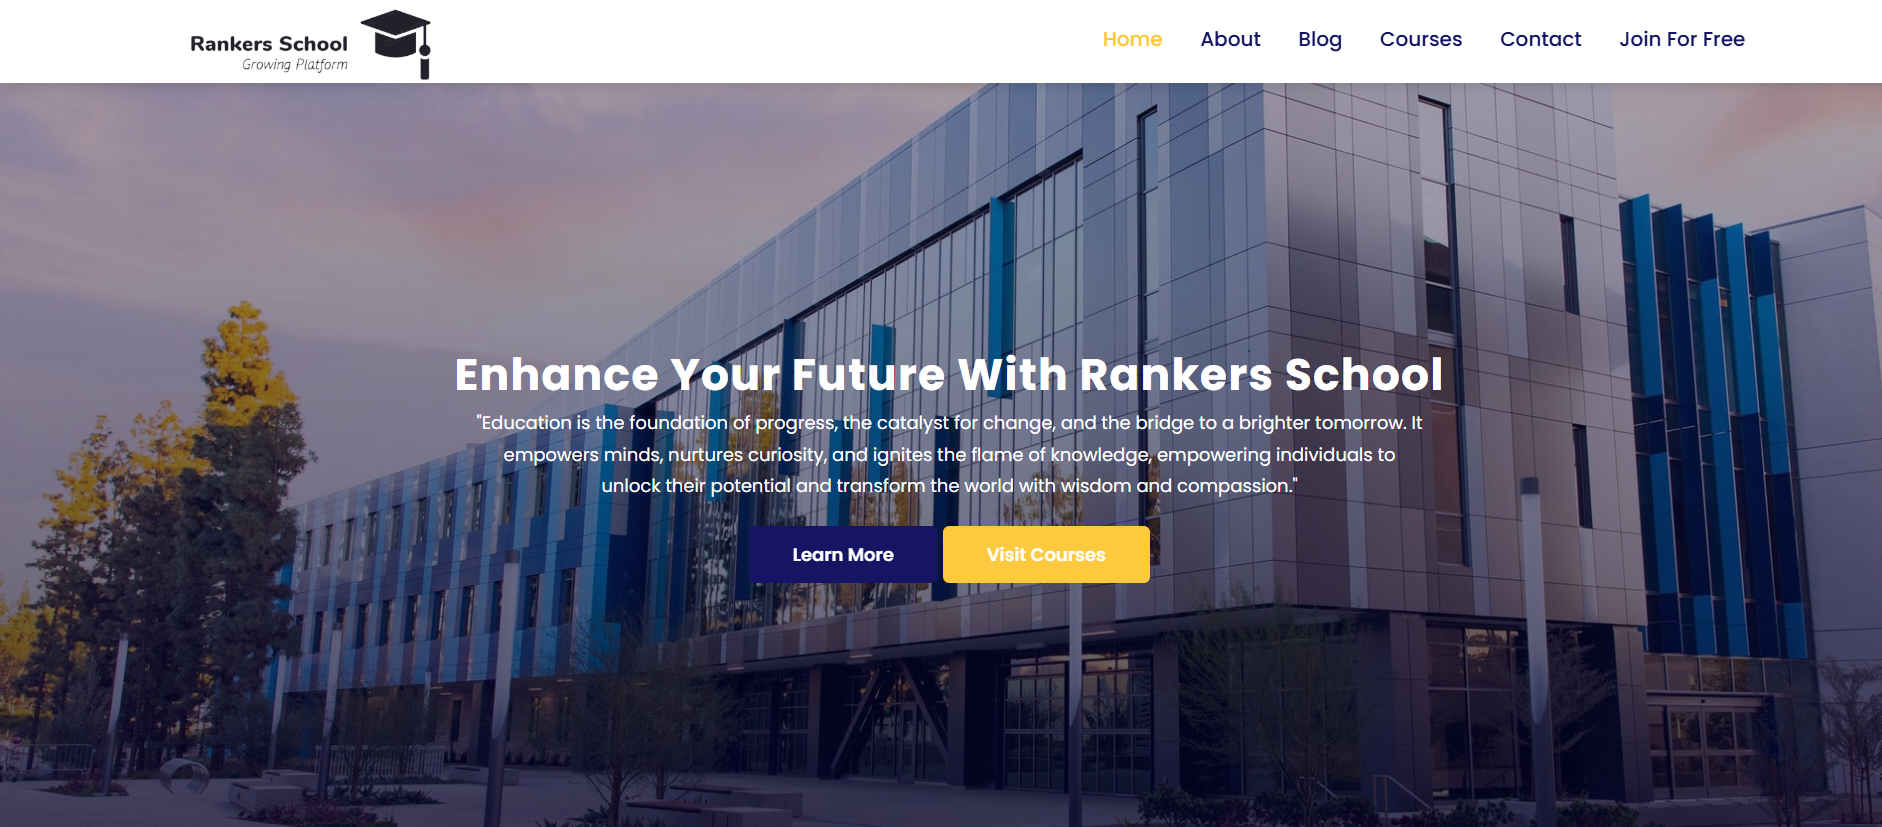 Rankers School
Growing Platform
Home About Blog Courses Contact Join For Free
Enhance Your Future With Rankers School
"Education is the foundation of progress, the catalyst for change, and the bridge to a brighter tomorrow. It
empowers minds, nurtures curiosity, and ignites the flame of knowledge, empowering individuals to
unlock their potential and transform the world with wisdom and compassion."
Learn More Visit Courses